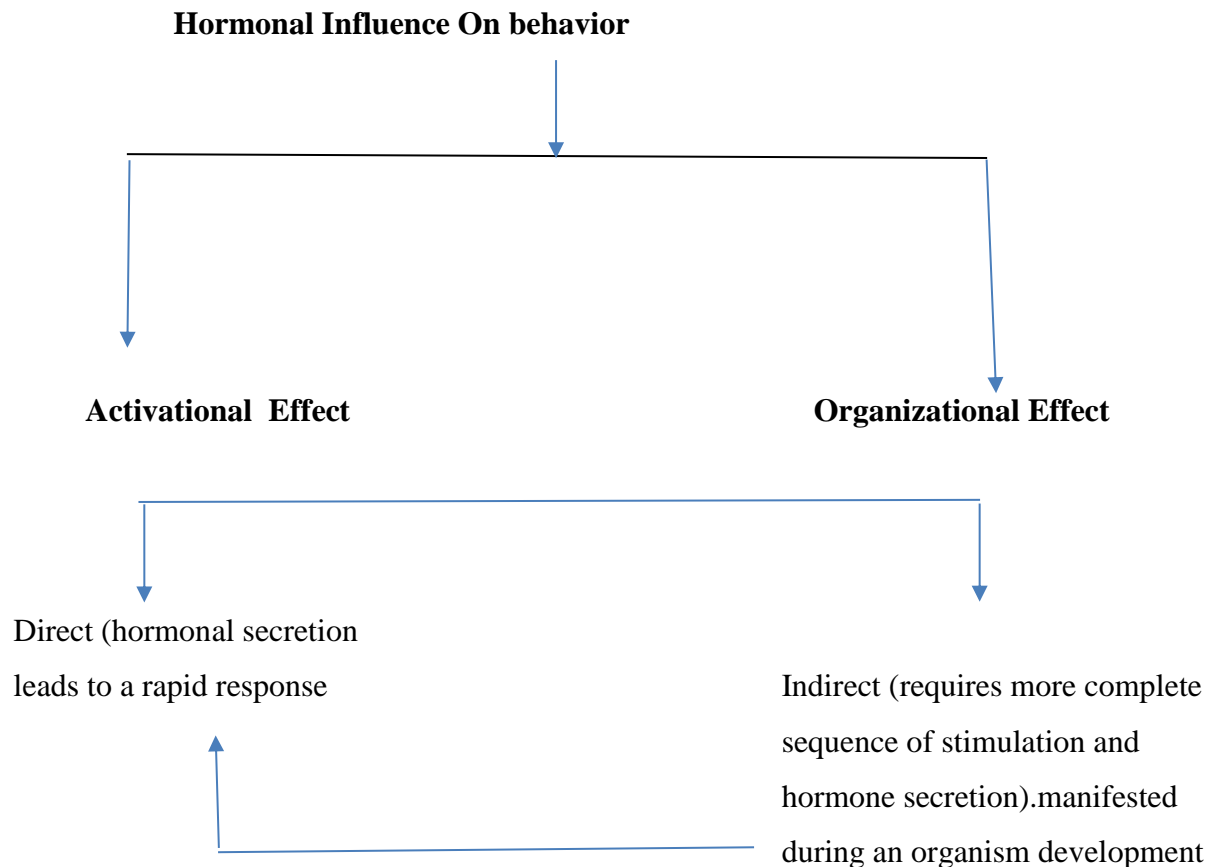 Hormonal Influence On behavior
Activational  Effect
Organizational Effect
Direct (hormonal secretion
leads to a rapid response
Indirect (requires more complete
sequence of stimulation and
hormone secretion).manifested
during an organism development